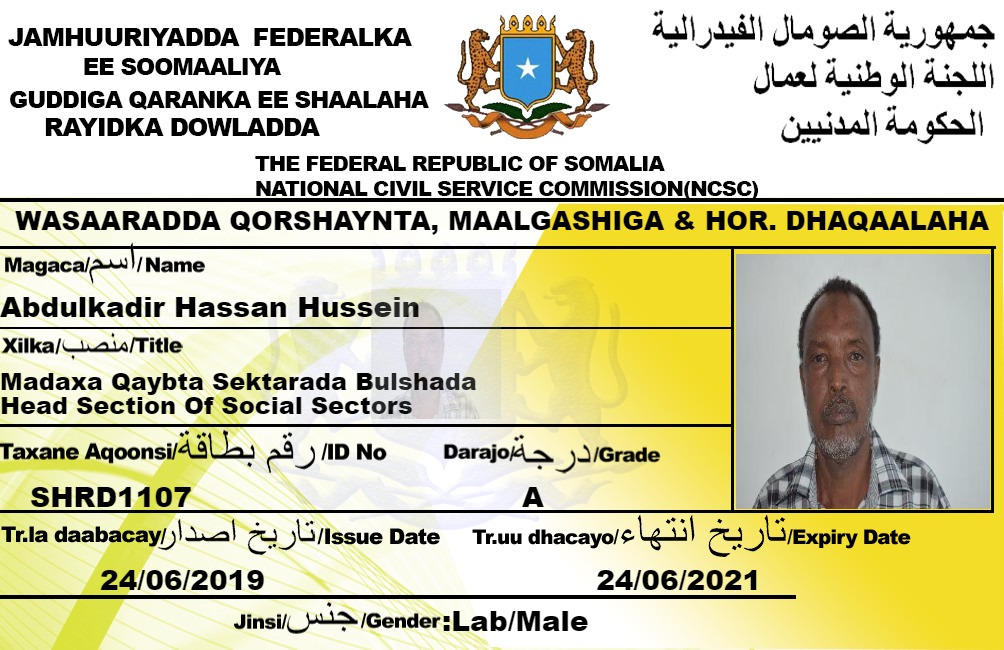 JAMHUURIYADDA FEDERALKA
EE SOOMAALIYA
GUDDIGA QARANKA EE SHAALAHA
RAYIDKA DOWLADDA
جمهورية الصومال الفيدرالية
اللجنة الوطنية لعمال
الحكومة المدنيين
THE FEDERAL REPUBLIC OF SOMALIA
NATIONAL CIVIL SERVICE COMMISSION(NCSC)
WASAARADDA QORSHAYNTA, MAALGASHIGA & HOR. DHAQAALAHA
Magaca/اسم/Name
Abdulkadir Hassan Hussein
Xilka/منصب/Title
Madaxa Qaybta Sektarada Bulshada
Head Section Of Social Sectors
Taxane Aqoonsi/رقم بطاقة/ID No
Darajo/درجة/Grade
SHRD1107
A
Tr.la daabacay/تاريخ اصدار/Issue Date
Tr.uu dhacayo/تاريخ انتهاء/Expiry Date
24/06/2019
24/06/2021
Jinsi/جنس/Gender:Lab/Male